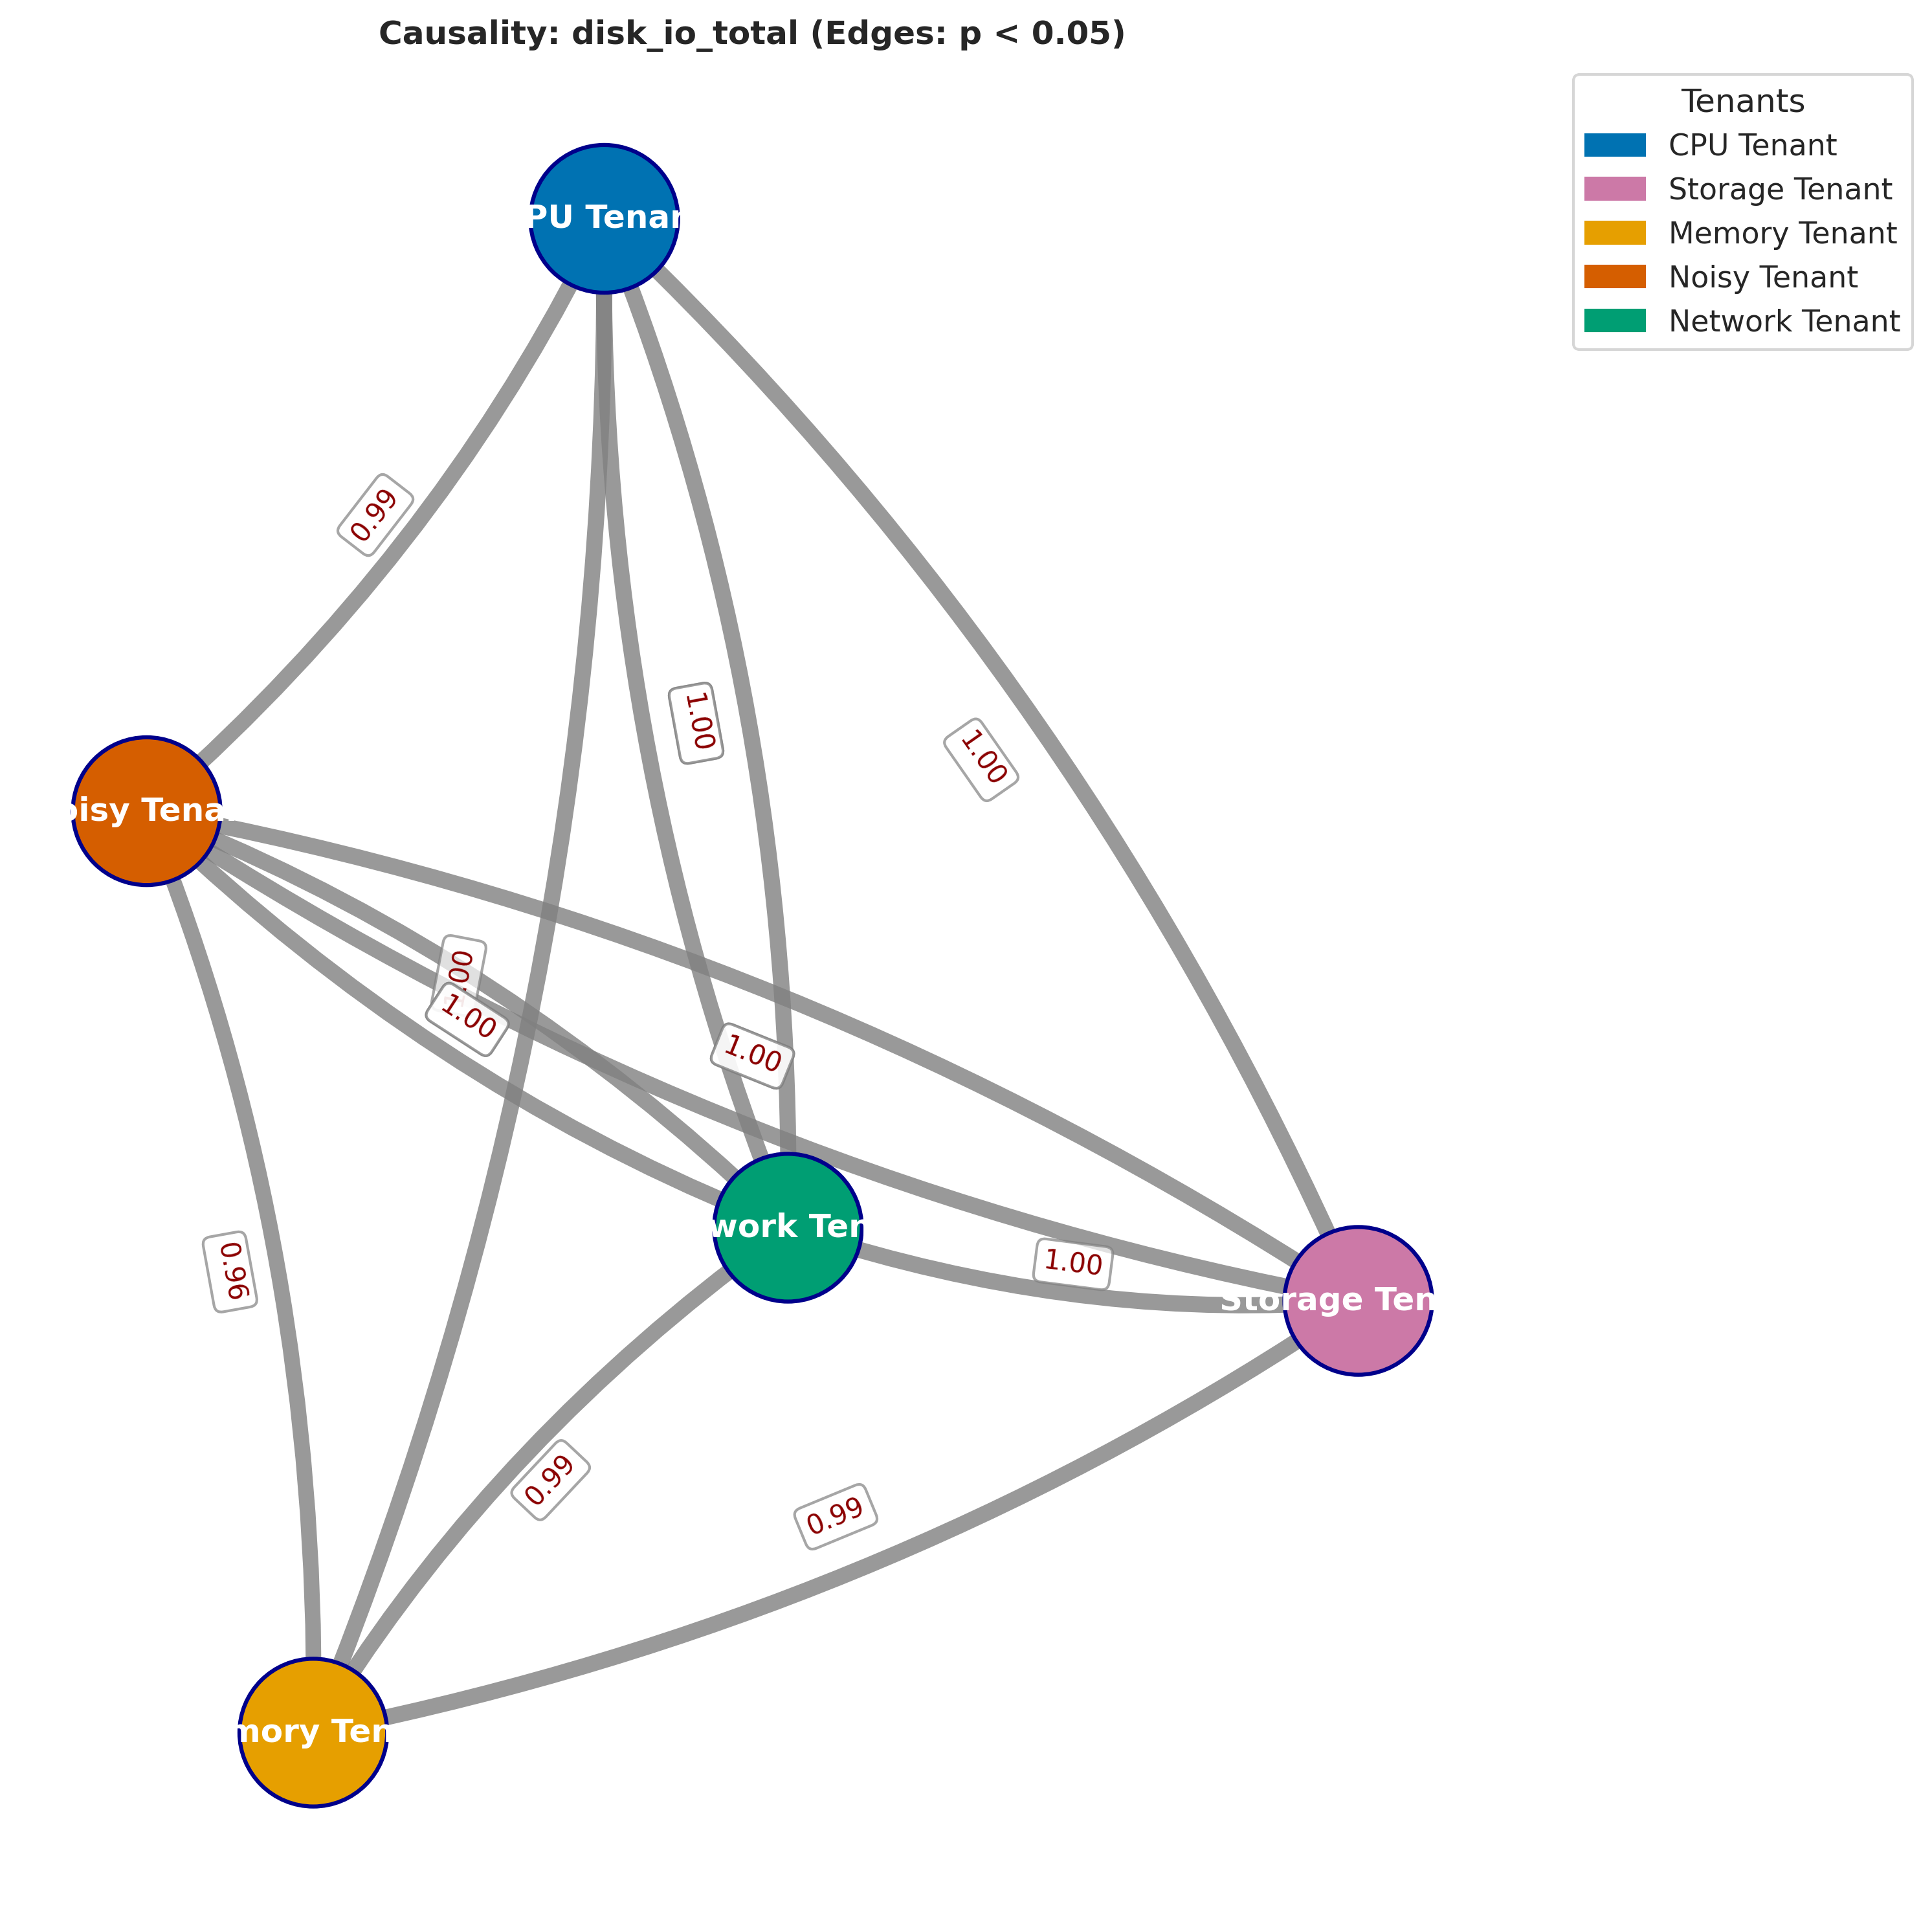 Causality: disk_io_total (Edges: p < 0.05)
Tenants
CPU Tenant
Storage Tenant
Memory Tenant
Noisy Tenant
Network Tenant
PU Tenan
0.99
1.00
1.00
oisy Tena
.00
1.00
1.00
work Ten
1.00
0.96
Storage Ten
0.99
0.99
mory Ten